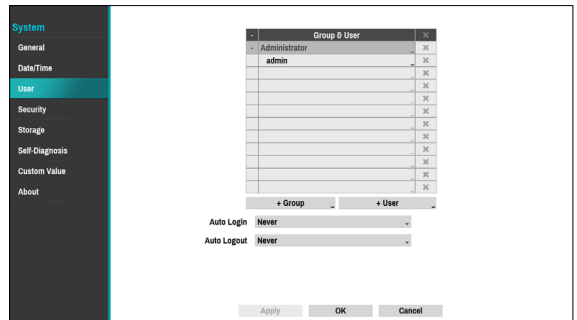 System
General
Date/Time
User
Security
Storage
Self-Diagnosis
Custom Value
About
- Group & User
- Administrator
admin
+ Group
+ User
Auto Login Never
Auto Logout Never
Apply
OK
Cancel